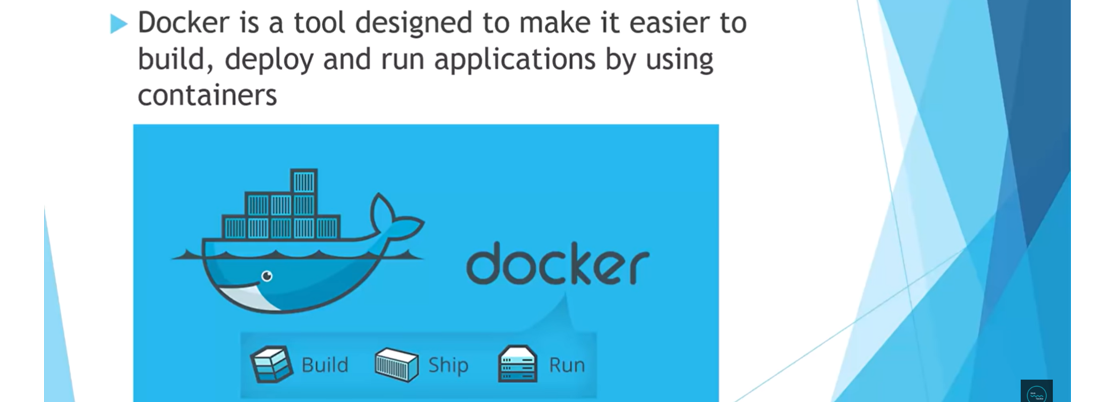 Docker is a tool designed to make it easier to
build, deploy and run applications by using
containers
docker
Build Ship Run